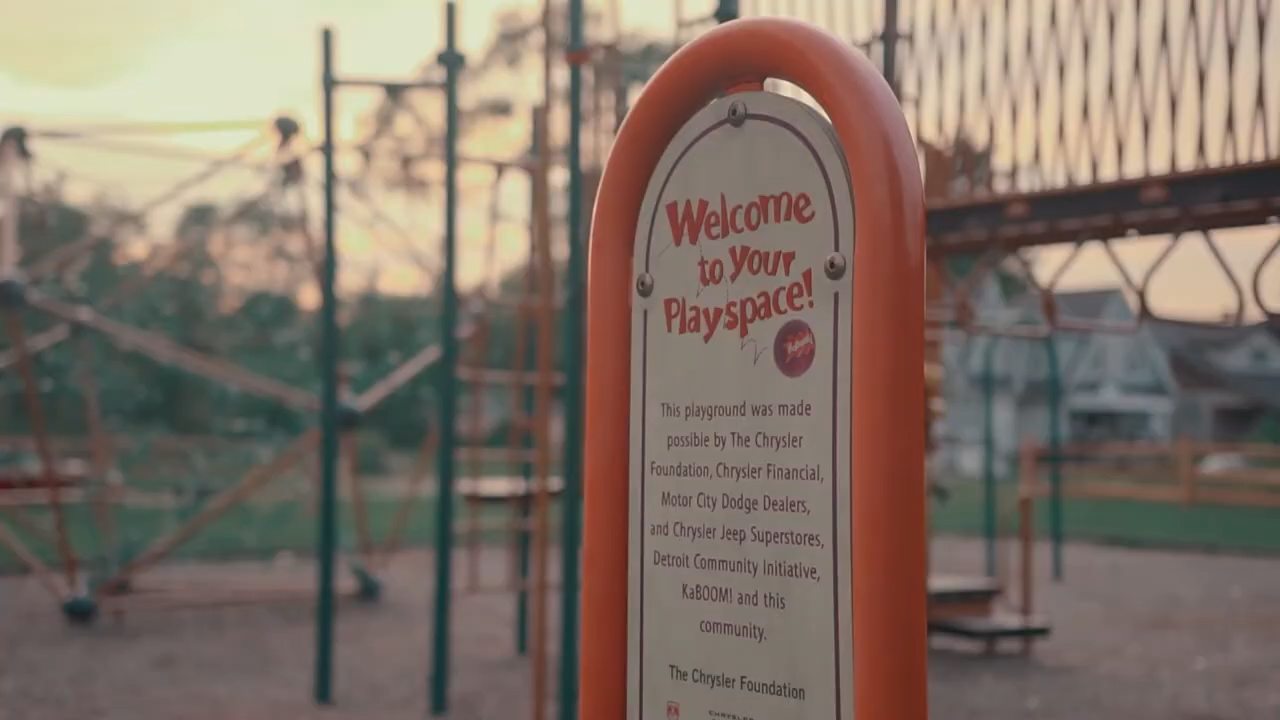 Welcome
to your
Playspace!
This playground was made
possible by The Chrysler
Foundation, Chrysler Financial,
Motor City Dodge Dealers,
and Chrysler Jeep Superstores,
Detroit Community Initiative,
KaBOOM! and this
community.
The Chrysler Foundation